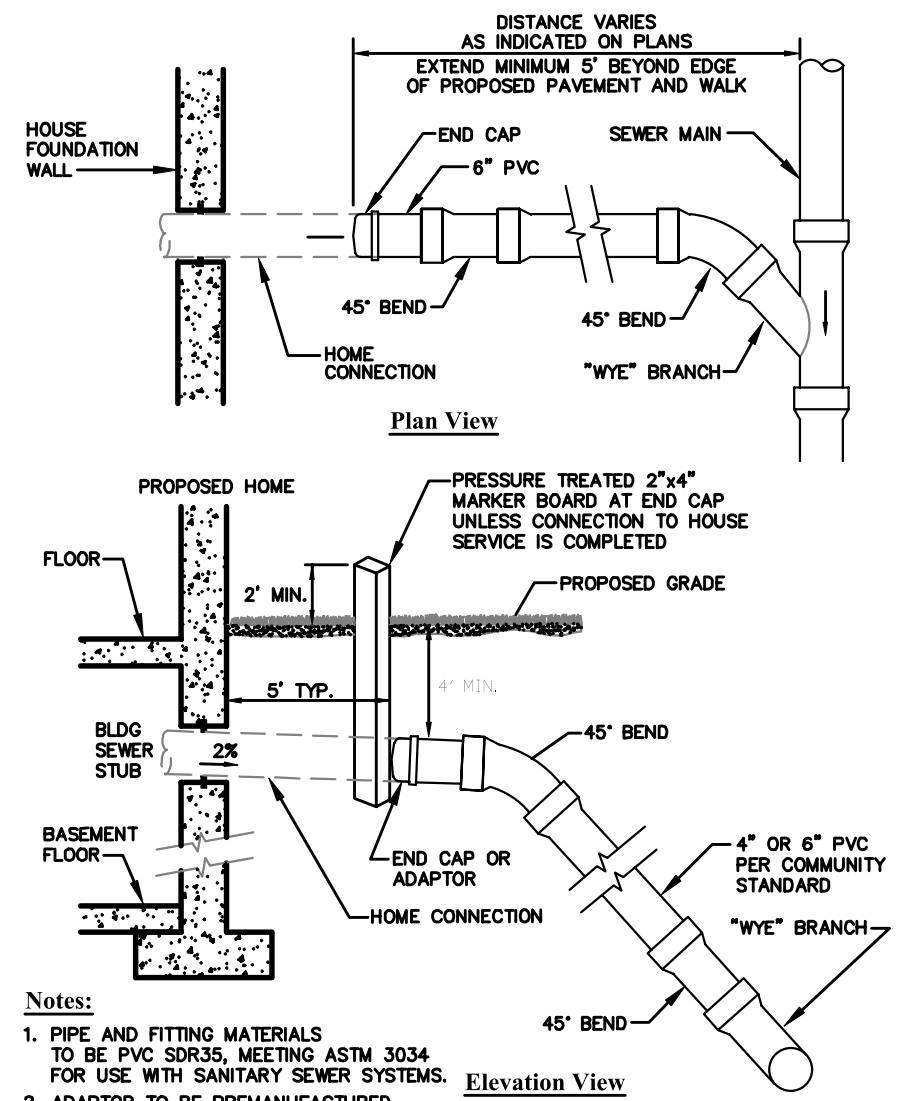 DISTANCE VARIES
AS INDICATED ON PLANS
EXTEND MINIMUM 5' BEYOND EDGE
OF PROPOSED PAVEMENT AND WALK
HOUSE
FOUNDATION
WALL
END CAP
6" PVC
SEWER MAIN
45° BEND
45° BEND
HOME
CONNECTION
"WYE" BRANCH
Plan View
PROPOSED HOME
PRESSURE TREATED 2"x4"
MARKER BOARD AT END CAP
UNLESS CONNECTION TO HOUSE
SERVICE IS COMPLETED
FLOOR
2' MIN.
PROPOSED GRADE
5' TYP.
4' MIN.
BLDG
SEWER
STUB
2%
45° BEND
BASEMENT
FLOOR
END CAP OR
ADAPTOR
4" OR 6" PVC
PER COMMUNITY
STANDARD
HOME CONNECTION
"WYE" BRANCH
45° BEND
Elevation View
Notes:
1. PIPE AND FITTING MATERIALS
TO BE PVC SDR35, MEETING ASTM 3034
FOR USE WITH SANITARY SEWER SYSTEMS.
2. ADAPTOR TO BE PREMANUFACTURED